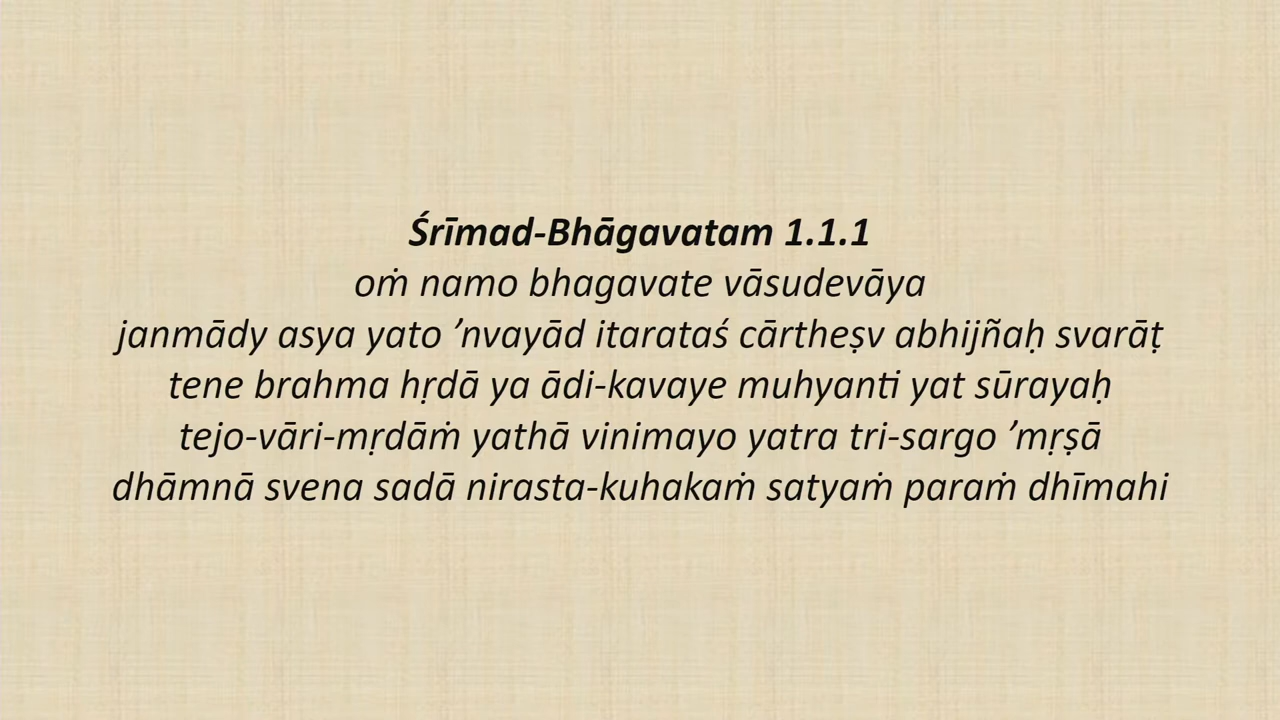 Śrīmad-Bhāgavatam 1.1.1
oṁ namo bhagavate vāsudevāya
janmādy asya yato ’nvayād itarataś cārtheṣv abhijñaḥ svarāṭ
tene brahma hṛdā ya ādi-kavaye muhyanti yat sūrayaḥ
tejo-vāri-mṛdāṁ yathā vinimayo yatra tri-sargo ’mṛṣā
dhāmnā svena sadā nirasta-kuhakaṁ satyaṁ paraṁ dhīmahi